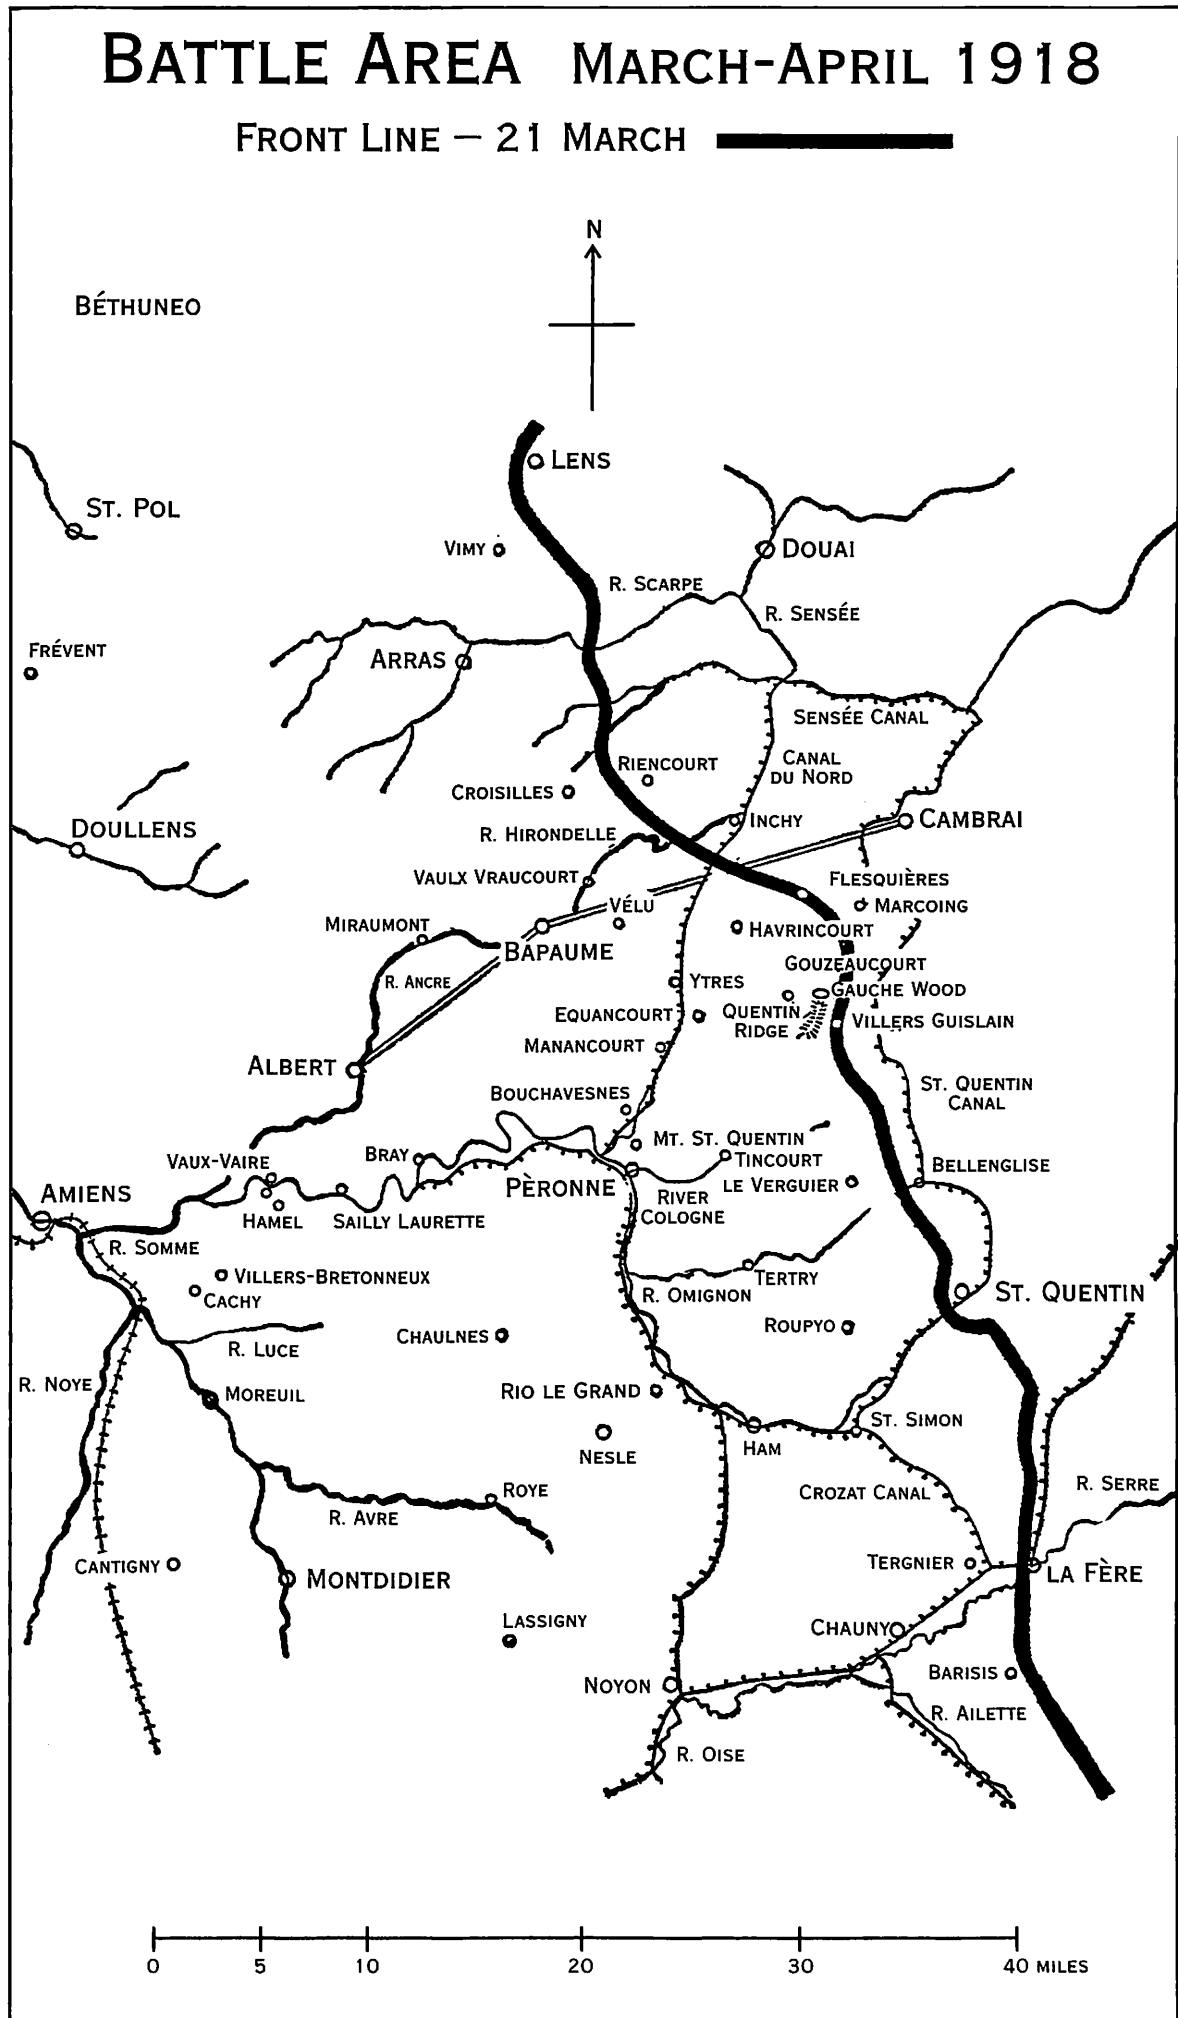 BATTLE AREA MARCH-APRIL 1918
FRONT LINE — 21 MARCH
N
BÉTHUNEO
LENS
ST. POL
VIMY
DOUAI
R. SCARPE
R. SENSÉE
FRÉVENT
ARRAS
SENSÉE CANAL
RIENCOURT
CANAL
DU NORD
CROISILLES
DOULLENS
R. HIRONDELLE
INCHY
CAMBRAI
VAULX VRAUCOURT
FLESQUIÈRES
VÉLU
MARCOING
MIRAUMONT
HAVRINCOURT
BAPAUME
GOUZEAUCOURT
R. ANCRE
YTRES
GAUCHE WOOD
EQUANCOURT
QUENTIN
RIDGE
VILLERS GUISLAIN
MANANCOURT
ALBERT
BOUCHAVESNES
ST. QUENTIN
CANAL
MT. ST. QUENTIN
BRAY
TINCOURT
VAUX-VAIRE
BELLENGLISE
AMIENS
PÈRONNE
LE VERGUIER
RIVER
COLOGNE
HAMEL
SAILLY LAURETTE
R. SOMME
VILLERS-BRETONNEUX
TERTRY
CACHY
R. OMIGNON
ST. QUENTIN
ROUPYO
CHAULNES
R. LUCE
R. NOYE
MOREUIL
RIO LE GRAND
ST. SIMON
HAM
NESLE
ROYE
CROZAT CANAL
R. SERRE
R. AVRE
CANTIGNY
TERGNIER
LA FÈRE
MONTDIDIER
LASSIGNY
CHAUNY
NOYON
BARISIS
R. AILETTE
R. OISE
0 5 10 20 30 40 MILES